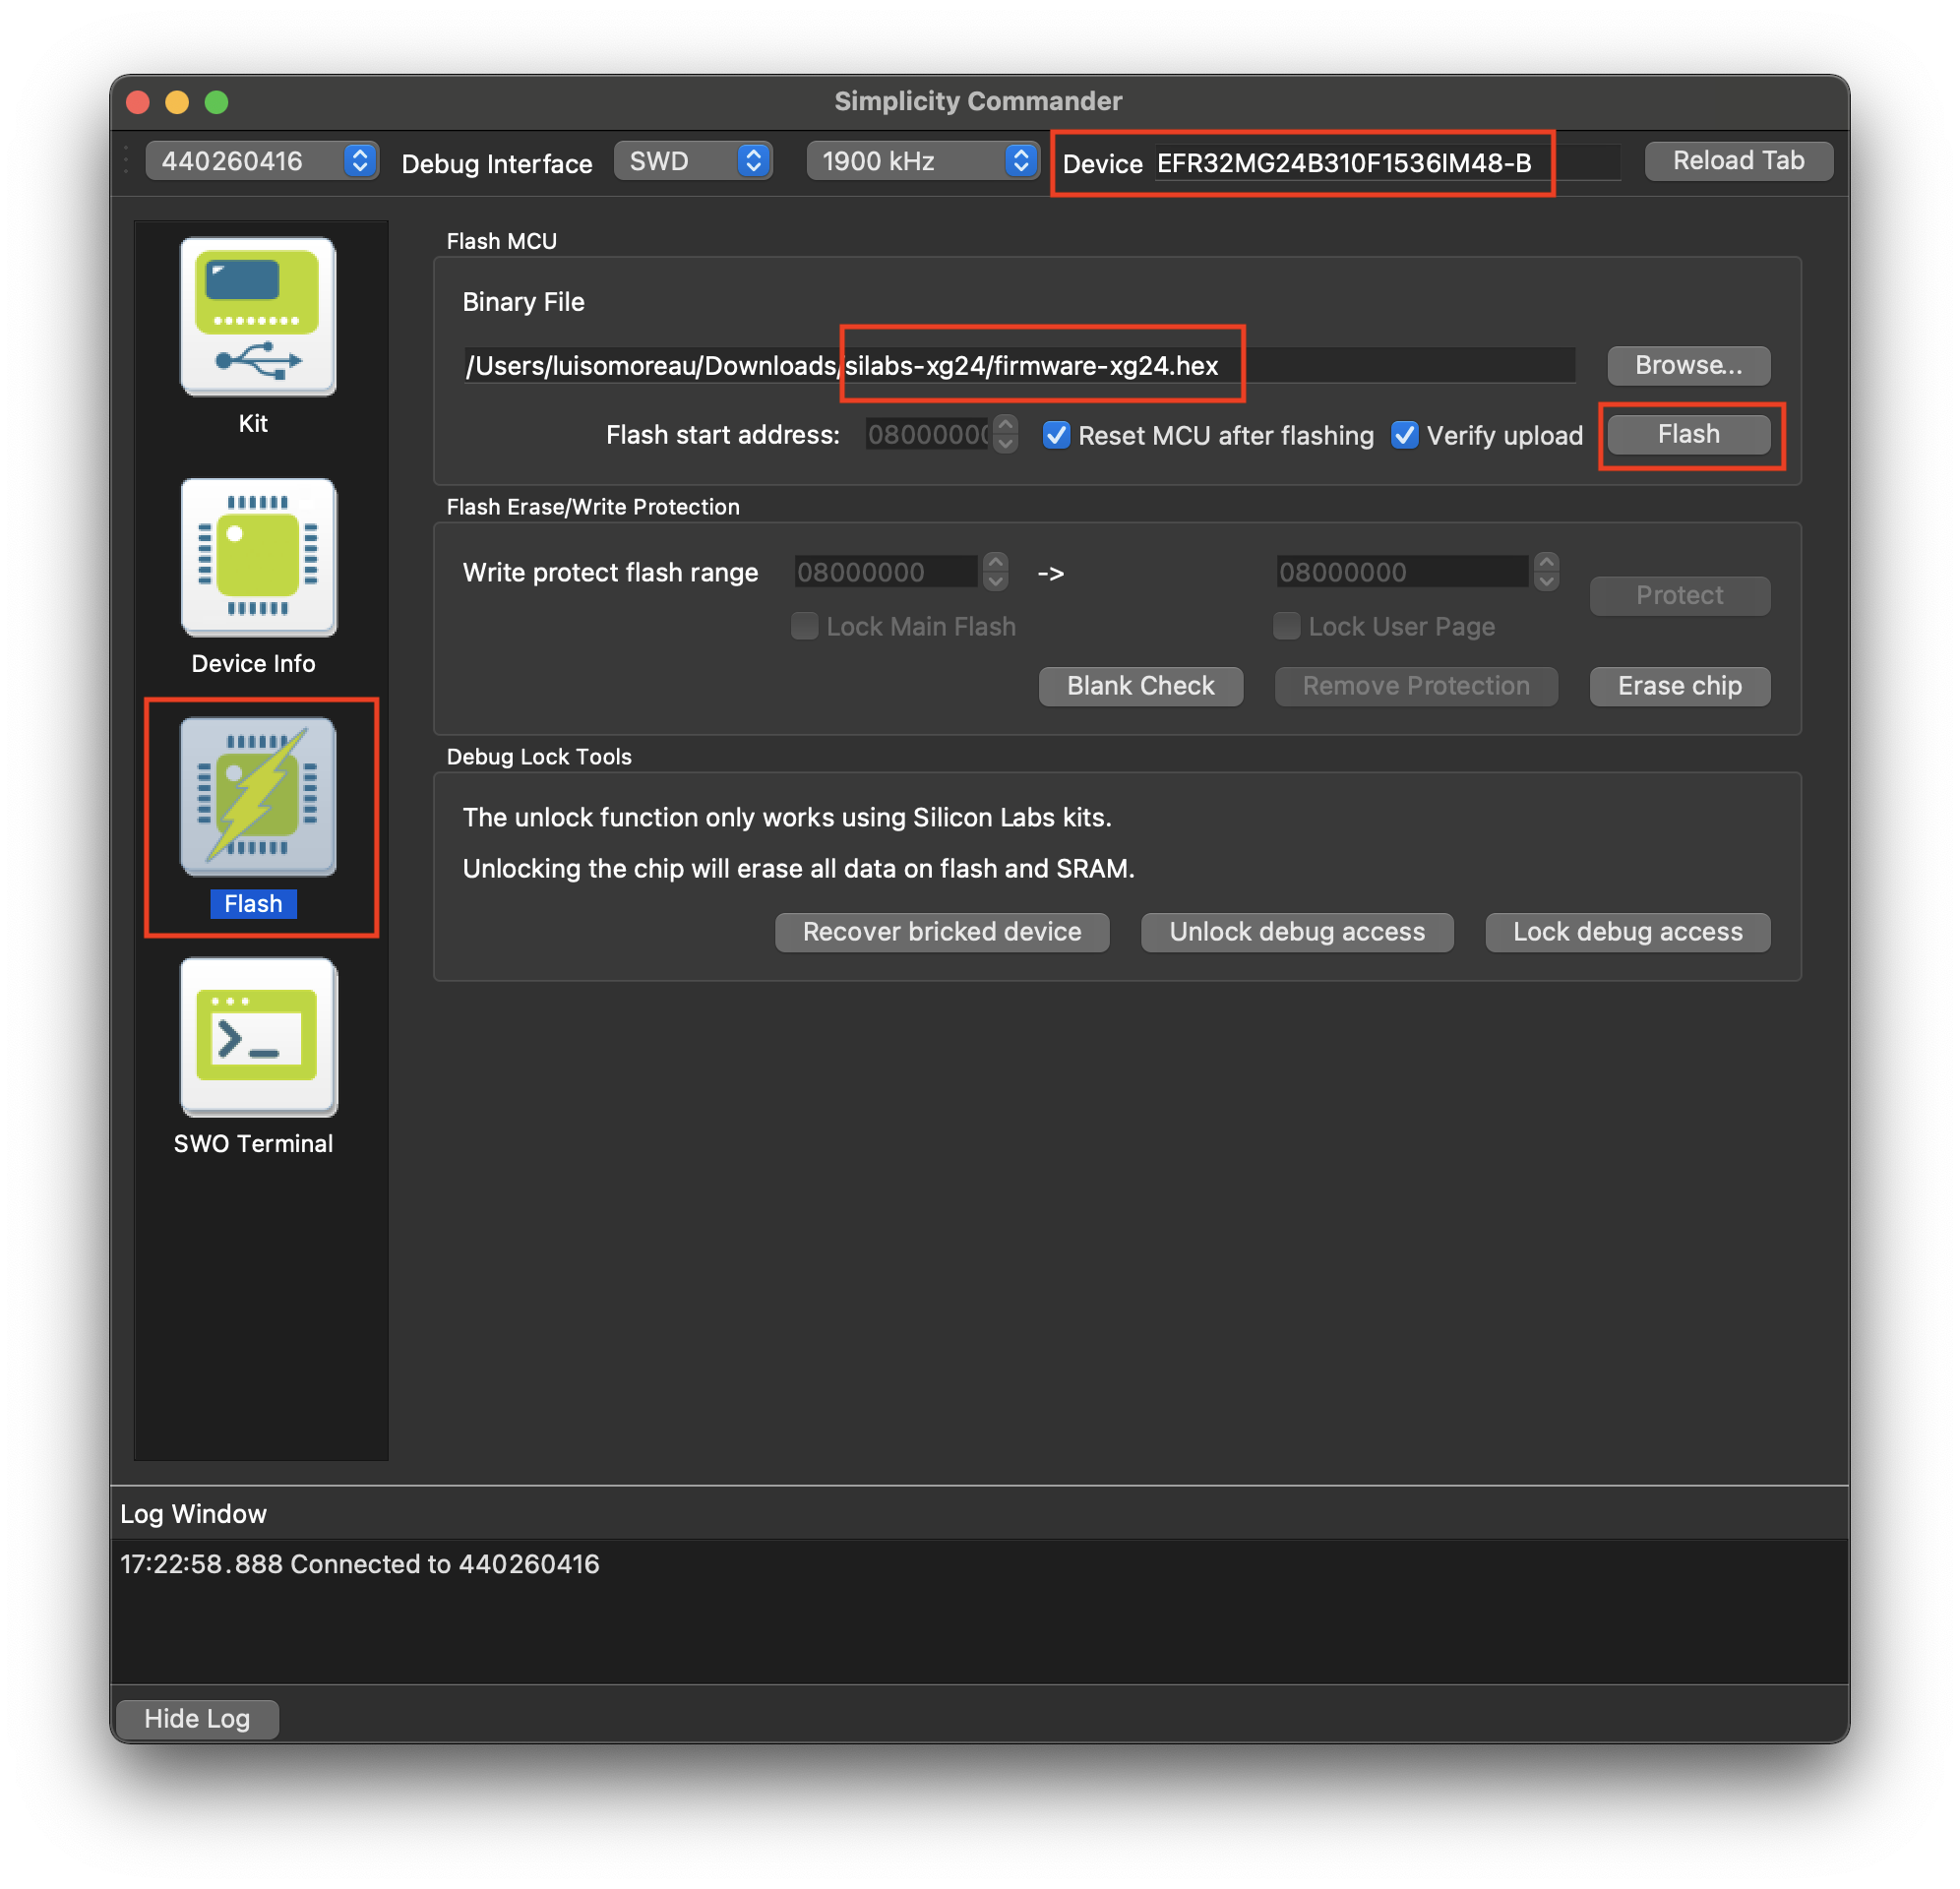 Simplicity Commander
440260416 Debug Interface SWD 1900 kHz Device EFR32MG24B310F1536IM48-B Reload Tab
Kit
Device Info
Flash
SWO Terminal
Flash MCU
Binary File
/Users/luisomoreau/Downloads/silabs-xg24/firmware-xg24.hex Browse...
Flash start address: 08000000 Reset MCU after flashing Verify upload Flash
Flash Erase/Write Protection
Write protect flash range 08000000 -> 08000000 Protect
Lock Main Flash Lock User Page
Blank Check Remove Protection Erase chip
Debug Lock Tools
The unlock function only works using Silicon Labs kits.
Unlocking the chip will erase all data on flash and SRAM.
Recover bricked device Unlock debug access Lock debug access
Log Window
17:22:58.888 Connected to 440260416
Hide Log